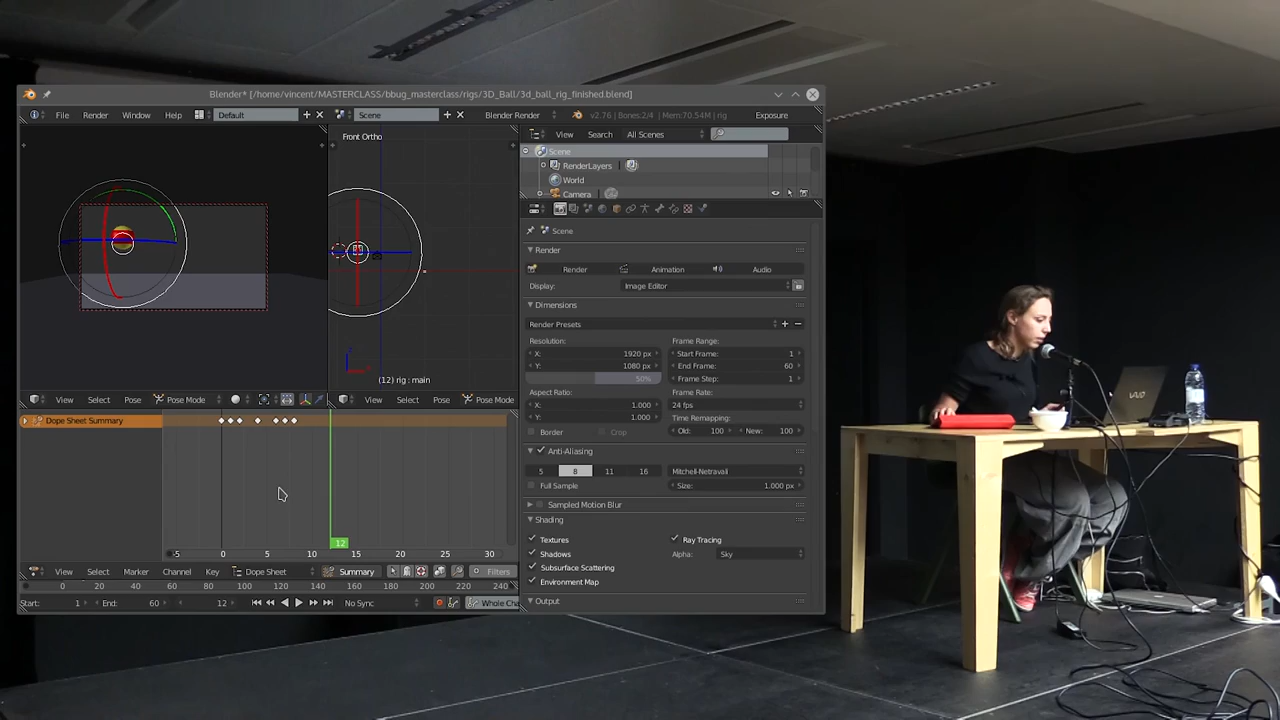 Blender* [/home/vincent/MASTERCLASS/bbug_masterclass/rigs/3D_Ball/3d_ball_rig_finished.blend]
File Render Window Help Default Scene Blender Render v2.76 | Bones:2/4 | Mem:70.54M | rig Exposure
Front Ortho
View Search All Scenes
Scene
RenderLayers
World
Camera
Scene
Render
Render Animation Audio
Display: Image Editor
Dimensions
Render Presets
Resolution: Frame Range:
X: 1920 px Start Frame: 1
Y: 1080 px End Frame: 60
50% Frame Step: 1
Aspect Ratio: Frame Rate:
X: 1.000 24 fps
Y: 1.000 Time Remapping:
Border Crop Old: 100 New: 100
Anti-Aliasing
5 8 11 16 Mitchell-Netravali
Full Sample Size: 1.000 px
Sampled Motion Blur
Shading
Textures Ray Tracing
Shadows Alpha: Sky
Subsurface Scattering
Environment Map
Output
(12) rig : main
View Select Pose Pose Mode View Select Pose Pose Mode
Dope Sheet Summary
12
-5 0 5 10 15 20 25 30
View Select Marker Channel Key Dope Sheet Summary Filters
0 20 40 60 80 100 120 140 160 180 200 220 240
Start: 1 End: 60 12 No Sync Whole Cha
VAIO